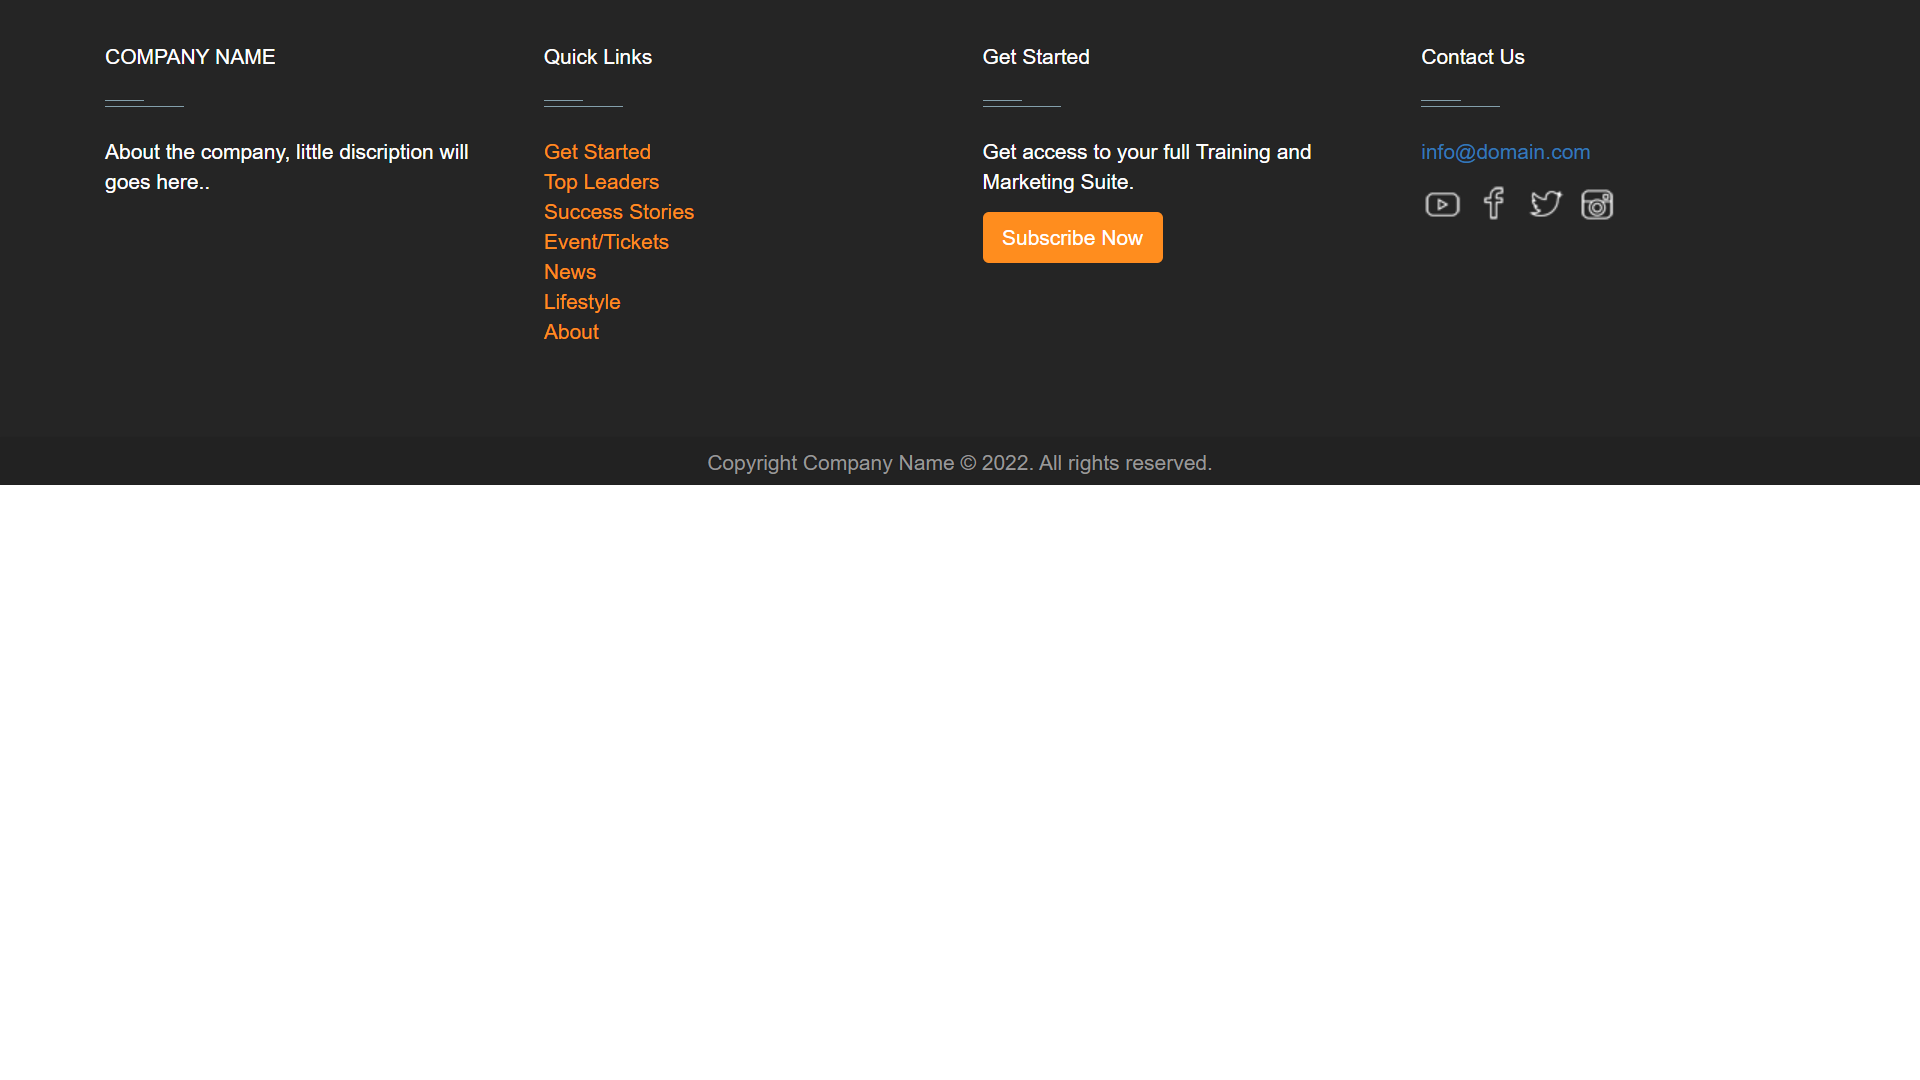 COMPANY NAME
About the company, little discription will
goes here..
Quick Links
Get Started
Top Leaders
Success Stories
Event/Tickets
News
Lifestyle
About
Get Started
Get access to your full Training and
Marketing Suite.
Subscribe Now
Contact Us
info@domain.com
Copyright Company Name © 2022. All rights reserved.